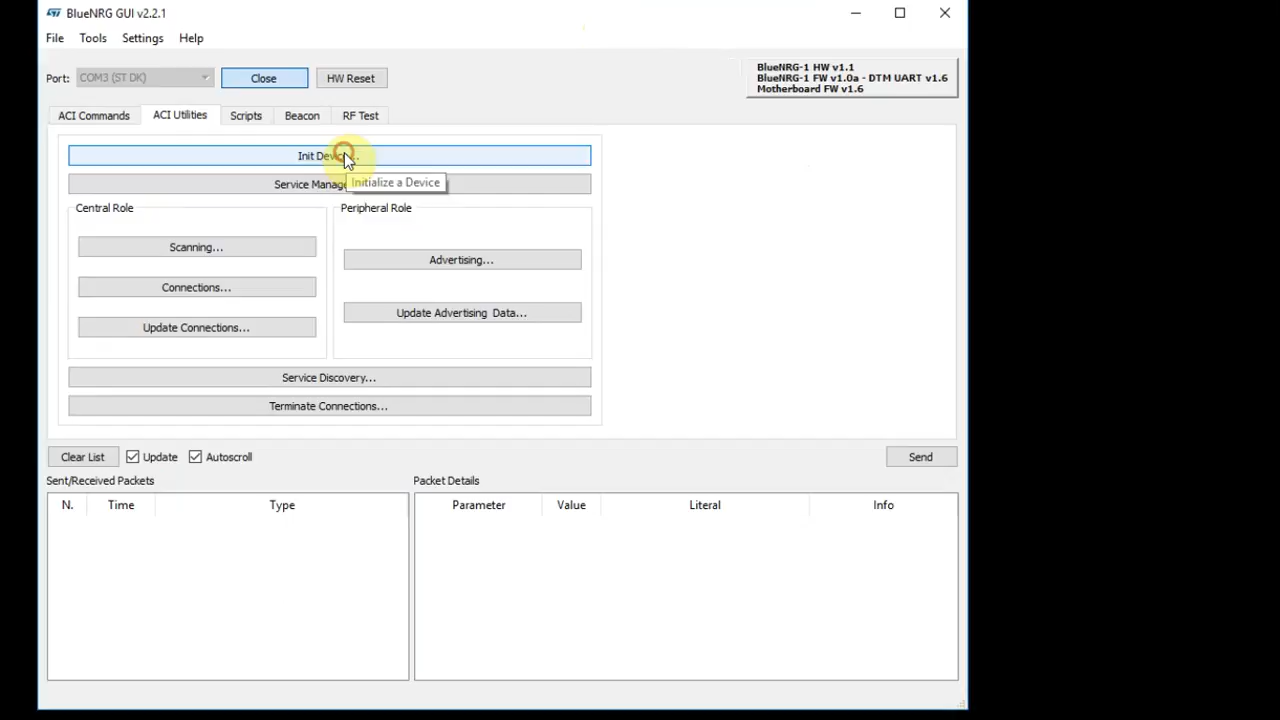 BlueNRG GUI v2.2.1
File Tools Settings Help
Port: COM3 (ST DK) Close HW Reset
BlueNRG-1 HW v1.1
BlueNRG-1 FW v1.0a - DTM UART v1.6
Motherboard FW v1.6
ACI Commands ACI Utilities Scripts Beacon RF Test
Init
Service
Initialize a Device
Central Role
Peripheral Role
Scanning...
Advertising...
Connections...
Update Advertising Data...
Update Connections...
Service Discovery...
Terminate Connections...
Clear List Update Autoscroll Send
Sent/Received Packets Packet Details
N. Time Type Parameter Value Literal Info